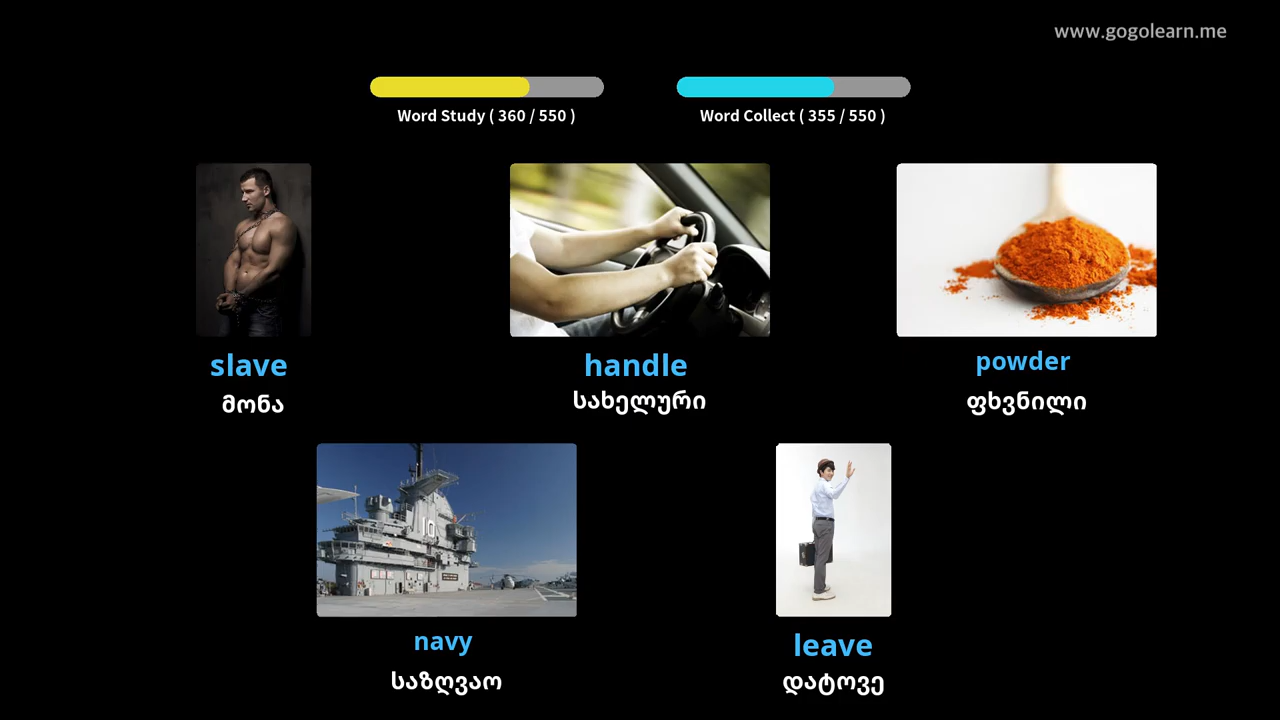 www.gogolearn.me
Word Study ( 360 / 550 )
Word Collect ( 355 / 550 )
slave
მონა
handle
სახელური
powder
ფხვნილი
10
navy
საზღვაო
leave
დატოვე